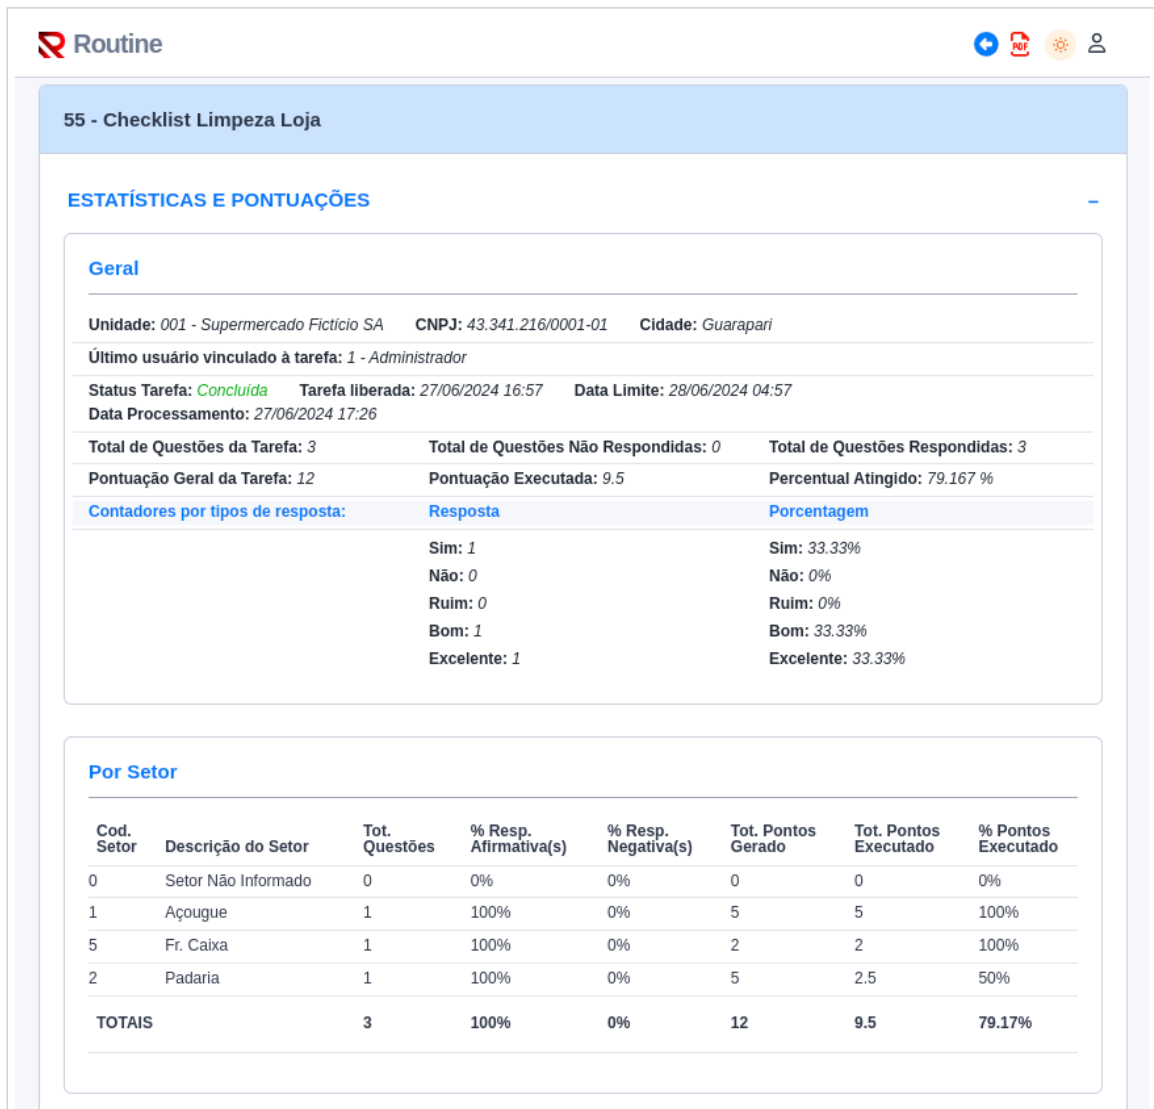 Routine
PDF
55 - Checklist Limpeza Loja
ESTATÍSTICAS E PONTUAÇÕES
Geral
Unidade: 001 - Supermercado Fictício SA CNPJ: 43.341.216/0001-01 Cidade: Guarapari
Último usuário vinculado à tarefa: 1 - Administrador
Status Tarefa: Concluída Tarefa liberada: 27/06/2024 16:57 Data Limite: 28/06/2024 04:57
Data Processamento: 27/06/2024 17:26
Total de Questões da Tarefa: 3 Total de Questões Não Respondidas: 0 Total de Questões Respondidas: 3
Pontuação Geral da Tarefa: 12 Pontuação Executada: 9.5 Percentual Atingido: 79.167 %
Contadores por tipos de resposta: Resposta Porcentagem
Sim: 1 Sim: 33.33%
Não: 0 Não: 0%
Ruim: 0 Ruim: 0%
Bom: 1 Bom: 33.33%
Excelente: 1 Excelente: 33.33%
Por Setor
Cod. Tot. % Resp. % Resp. Tot. Pontos Tot. Pontos % Pontos
Setor Descrição do Setor Questões Afirmativa(s) Negativa(s) Gerado Executado Executado
0 Setor Não Informado 0 0% 0% 0 0 0%
1 Açougue 1 100% 0% 5 5 100%
5 Fr. Caixa 1 100% 0% 2 2 100%
2 Padaria 1 100% 0% 5 2.5 50%
TOTAIS 3 100% 0% 12 9.5 79.17%